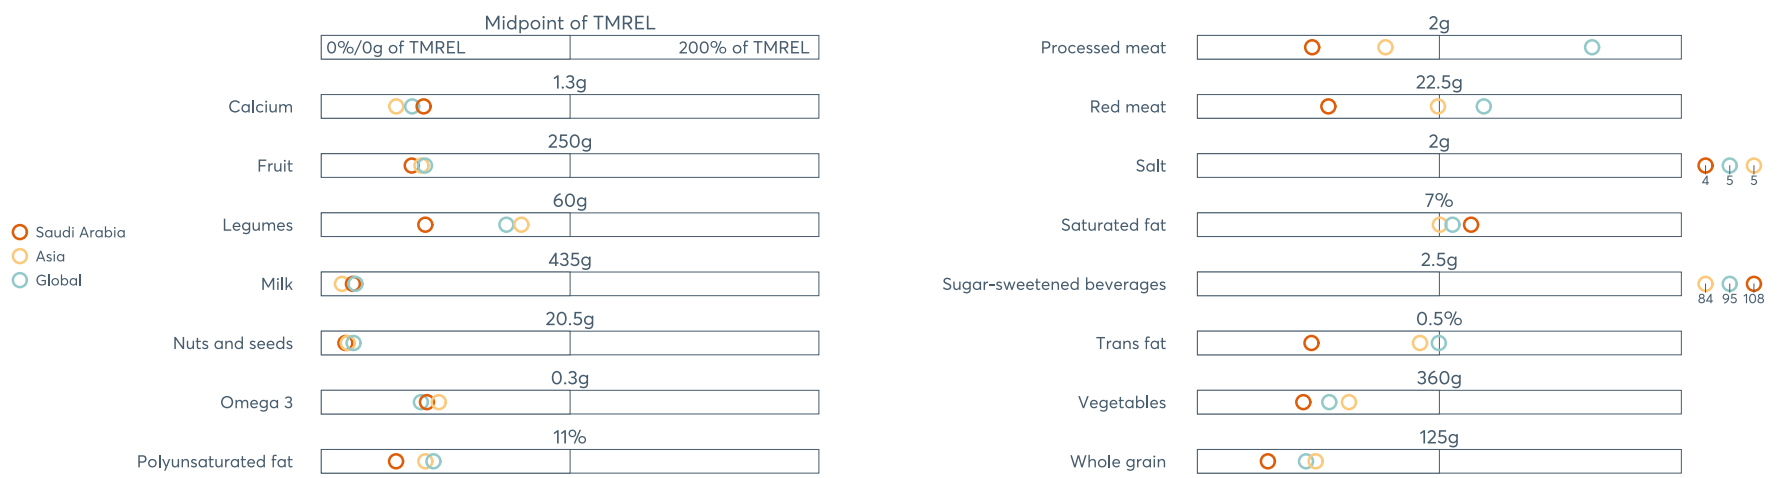 Midpoint of TMREL
0%/0g of TMREL 200% of TMREL
1.3g
Calcium
250g
Fruit
60g
Legumes
435g
Milk
20.5g
Nuts and seeds
0.3g
Omega 3
11%
Polyunsaturated fat
Saudi Arabia
Asia
Global
2g
Processed meat
22.5g
Red meat
2g
Salt
4 5 5
7%
Saturated fat
2.5g
Sugar-sweetened beverages
84 95 108
0.5%
Trans fat
360g
Vegetables
125g
Whole grain